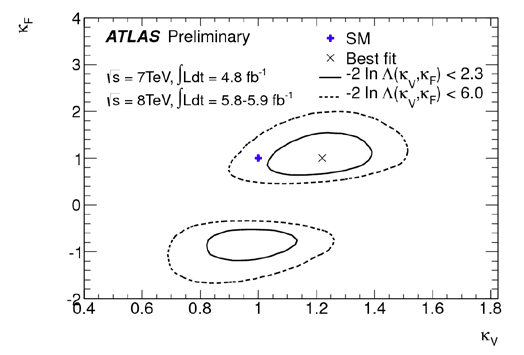 κ_F
4
ATLAS Preliminary
+ SM
× Best fit
√s = 7TeV, ∫Ldt = 4.8 fb⁻¹
-2 ln Λ(κ_V,κ_F) < 2.3
√s = 8TeV, ∫Ldt = 5.8-5.9 fb⁻¹
-2 ln Λ(κ_V,κ_F) < 6.0
3
2
1
0
-1
-2
0.4 0.6 0.8 1 1.2 1.4 1.6 1.8
κ_V